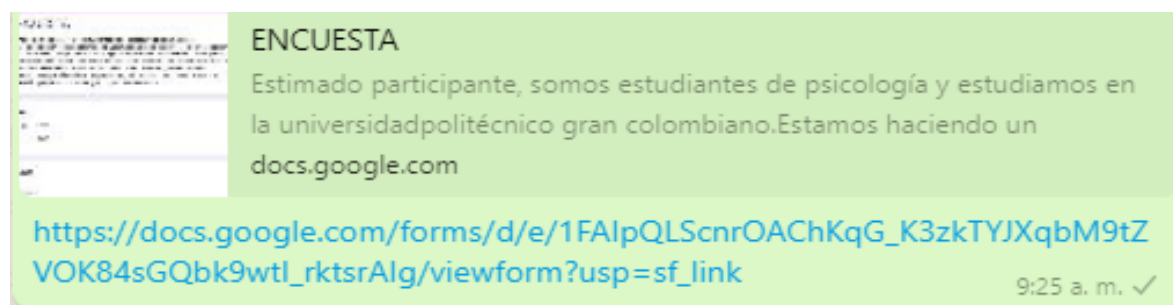 ENCUESTA
Estimado participante, somos estudiantes de psicología y estudiamos en
la universidadpolitécnico gran colombiano.Estamos haciendo un
docs.google.com
https://docs.google.com/forms/d/e/1FAIpQLScnrOAChKqG_K3zkTYJXqbM9tZ
VOK84sGQbk9wtl_rktsrAlg/viewform?usp=sf_link
9:25 a. m.